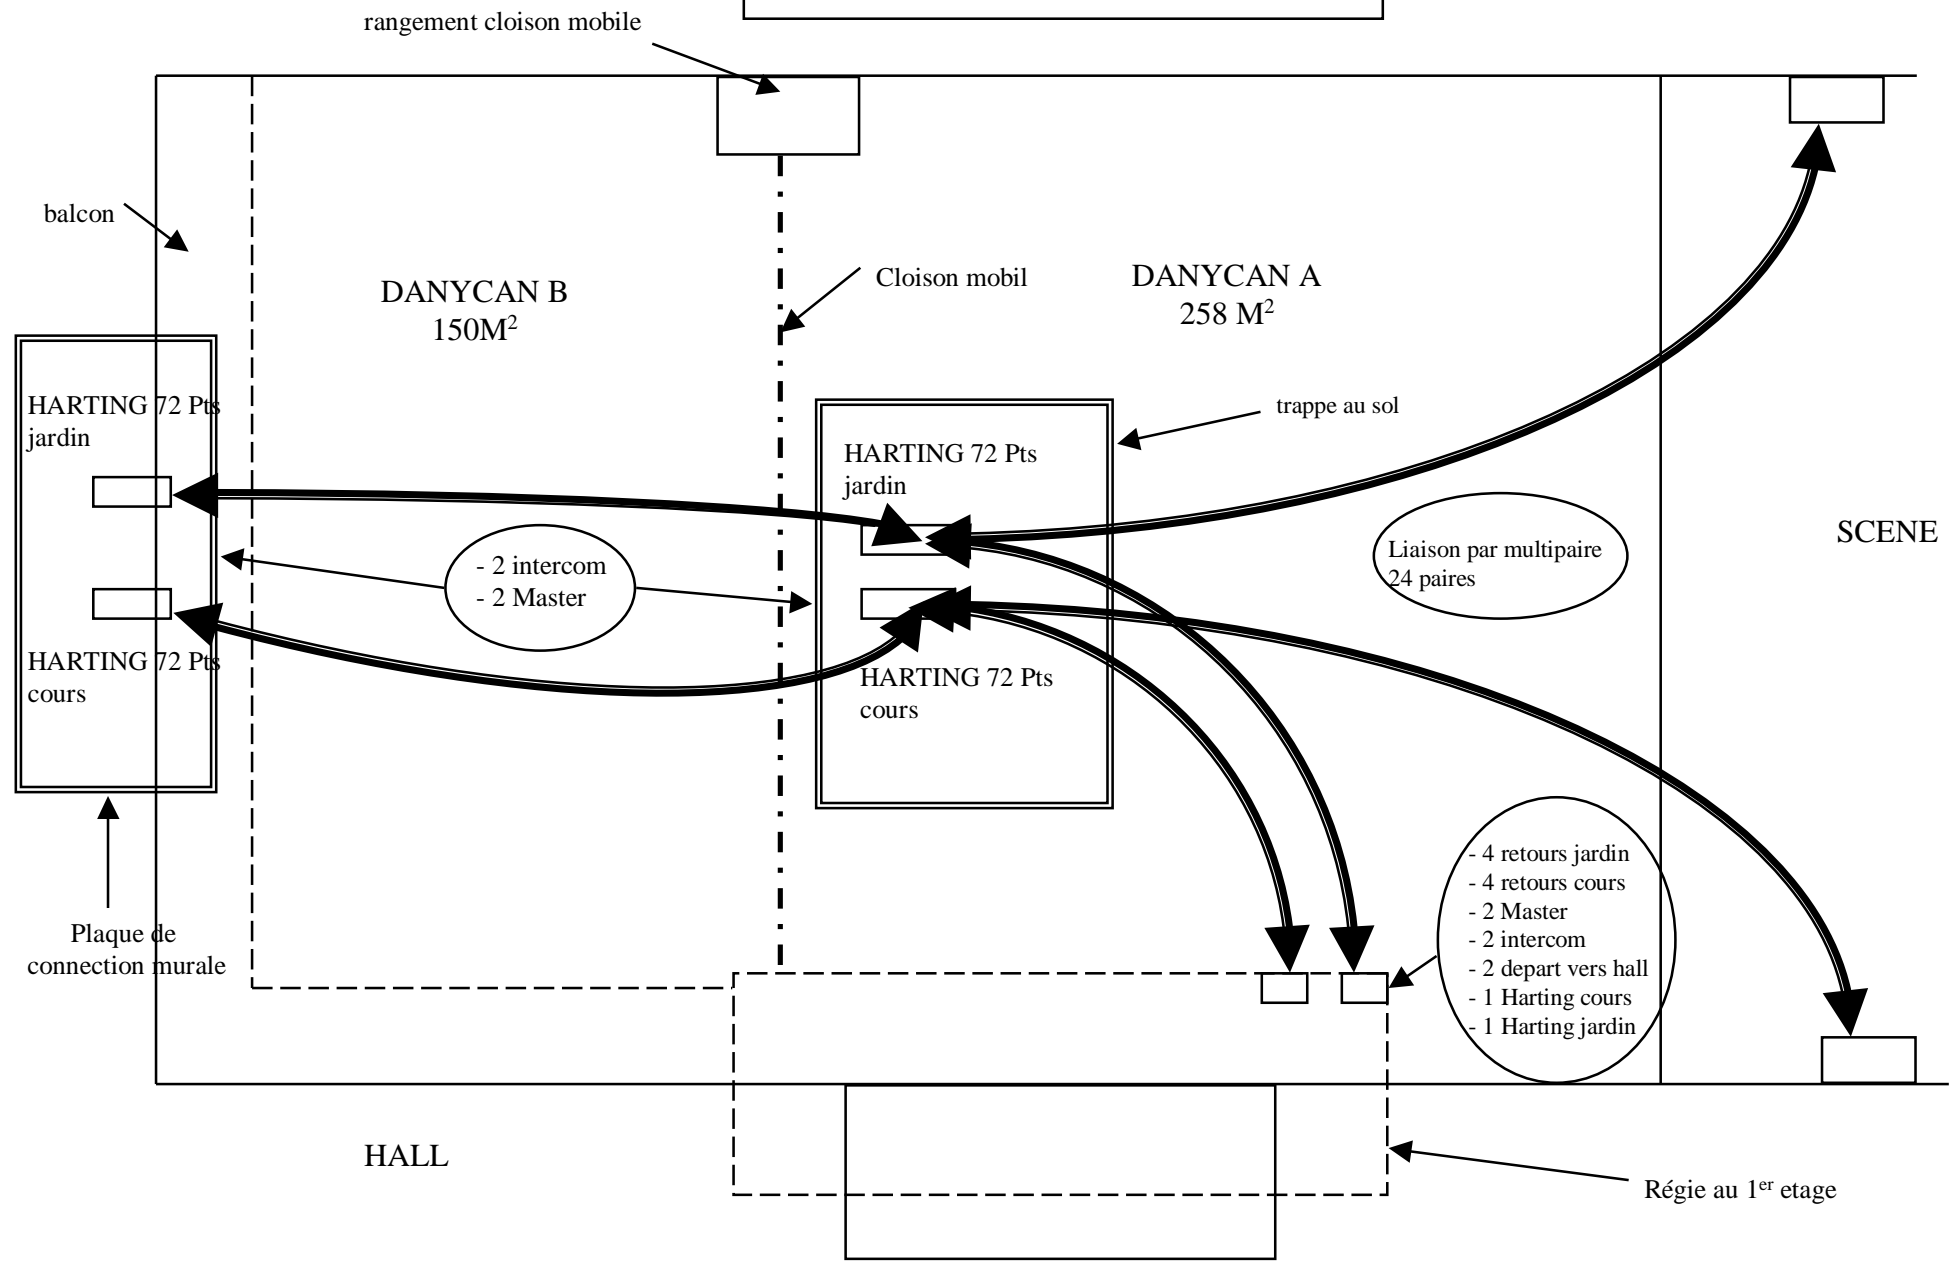 rangement cloison mobile
balcon
DANYCAN B
150M²
Cloison mobil
DANYCAN A
258 M²
HARTING 72 Pts
jardin
HARTING 72 Pts
cours
trappe au sol
HARTING 72 Pts
jardin
HARTING 72 Pts
cours
- 2 intercom
- 2 Master
Liaison par multipaire
24 paires
SCENE
Plaque de
connection murale
- 4 retours jardin
- 4 retours cours
- 2 Master
- 2 intercom
- 2 depart vers hall
- 1 Harting cours
- 1 Harting jardin
HALL
Régie au 1er etage